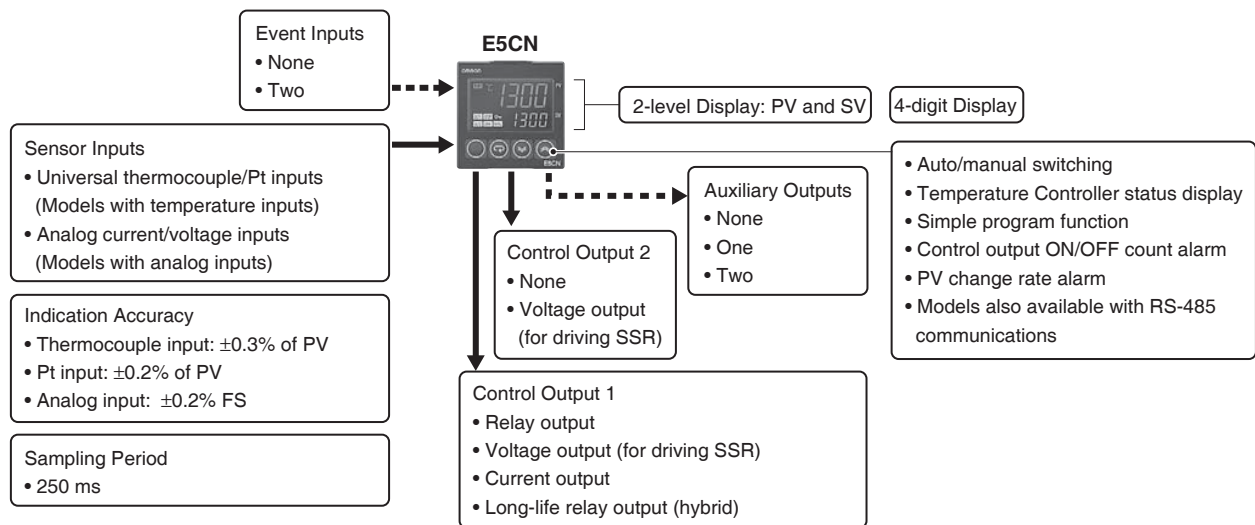 Event Inputs
• None
• Two
E5CN
OMRON
°C
1300
PV
1300
SV
E5CN
2-level Display: PV and SV
4-digit Display
Sensor Inputs
• Universal thermocouple/Pt inputs
(Models with temperature inputs)
• Analog current/voltage inputs
(Models with analog inputs)
Indication Accuracy
• Thermocouple input: ±0.3% of PV
• Pt input: ±0.2% of PV
• Analog input: ±0.2% FS
Sampling Period
• 250 ms
Control Output 2
• None
• Voltage output
(for driving SSR)
Auxiliary Outputs
• None
• One
• Two
• Auto/manual switching
• Temperature Controller status display
• Simple program function
• Control output ON/OFF count alarm
• PV change rate alarm
• Models also available with RS-485
communications
Control Output 1
• Relay output
• Voltage output (for driving SSR)
• Current output
• Long-life relay output (hybrid)